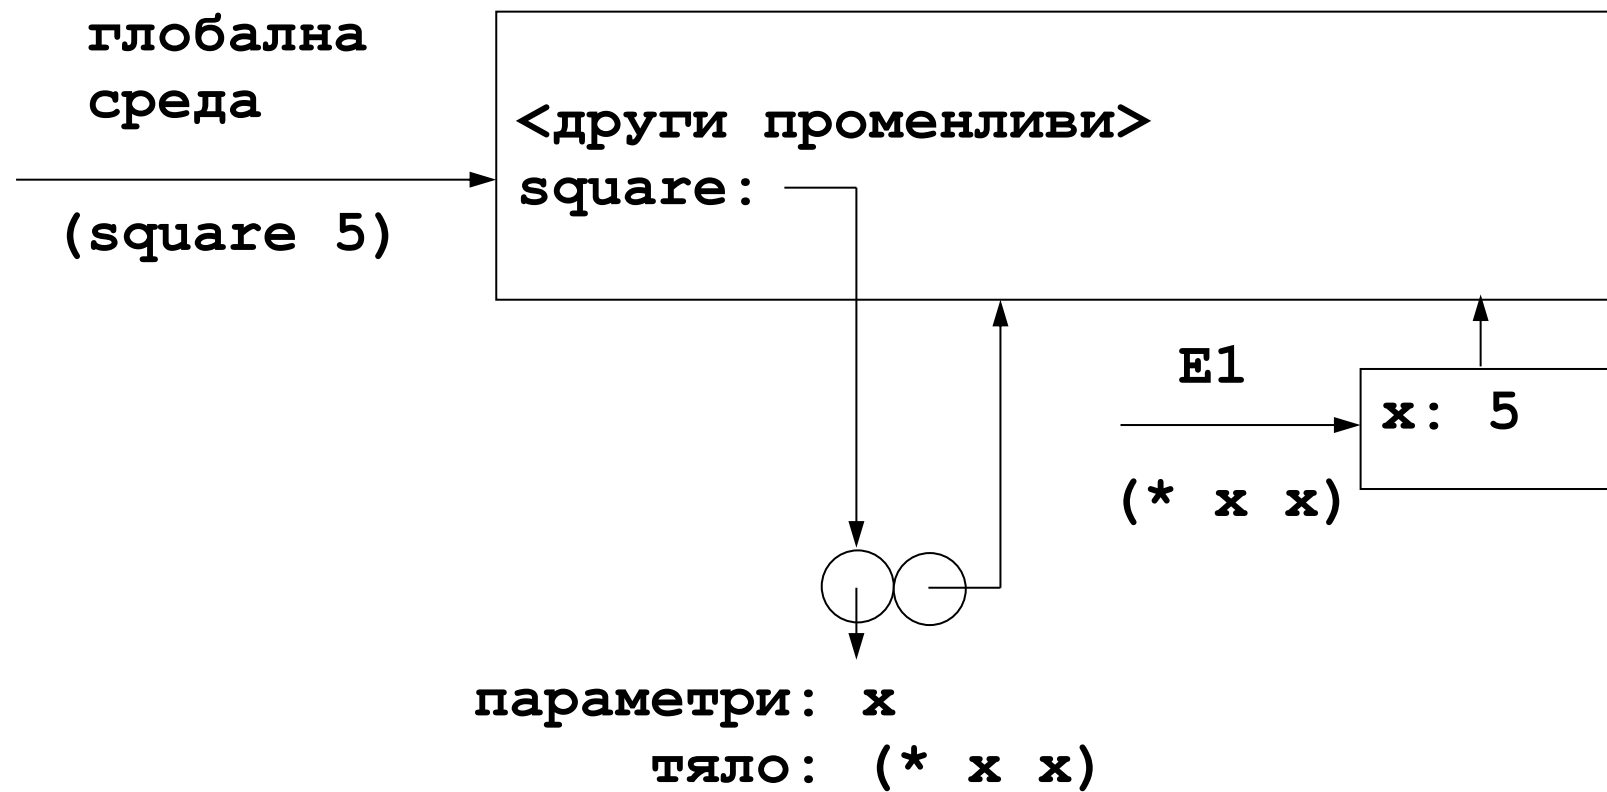 глобална
среда
<други променливи>
square:
(square 5)
E1
x: 5
(* x x)
параметри: x
тяло: (* x x)